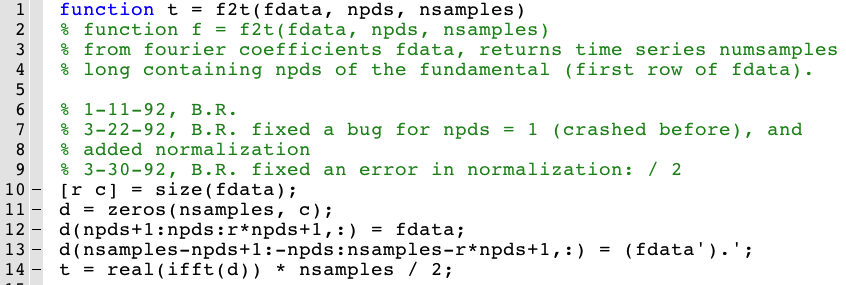 1 function t = f2t(fdata, npds, nsamples)
2 % function f = f2t(fdata, npds, nsamples)
3 % from fourier coefficients fdata, returns time series numsamples
4 % long containing npds of the fundamental (first row of fdata).
5
6 % 1-11-92, B.R.
7 % 3-22-92, B.R. fixed a bug for npds = 1 (crashed before), and
8 % added normalization
9 % 3-30-92, B.R. fixed an error in normalization: / 2
10 – [r c] = size(fdata);
11 – d = zeros(nsamples, c);
12 – d(npds+1:npds:r*npds+1,:) = fdata;
13 – d(nsamples-npds+1:-npds:nsamples-r*npds+1,:) = (fdata').';
14 – t = real(ifft(d)) * nsamples / 2;